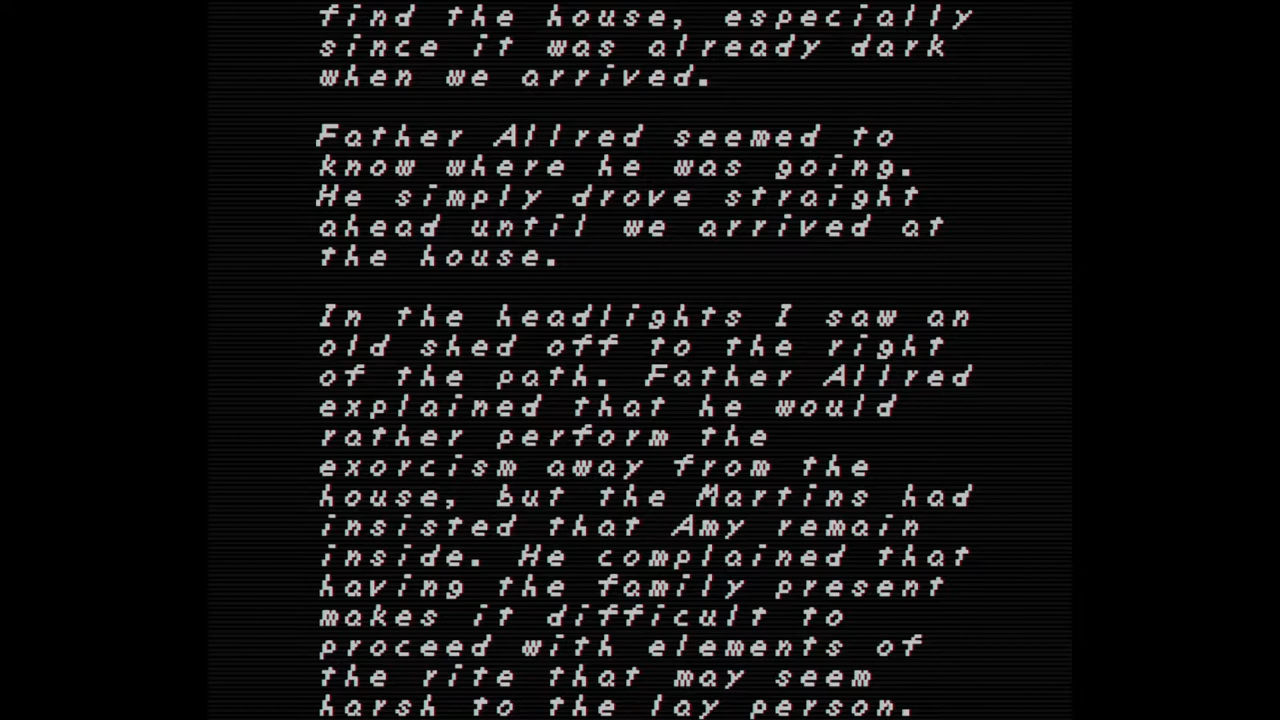 find the house, especially
since it was already dark
when we arrived.
Father Allred seemed to
know where he was going.
He simply drove straight
ahead until we arrived at
the house.
In the headlights I saw an
old shed off to the right
of the path. Father Allred
explained that he would
rather perform the
exorcism away from the
house, but the Martins had
insisted that Amy remain
inside. He complained that
having the family present
makes it difficult to
proceed with elements of
the rite that may seem
harsh to the lay person.